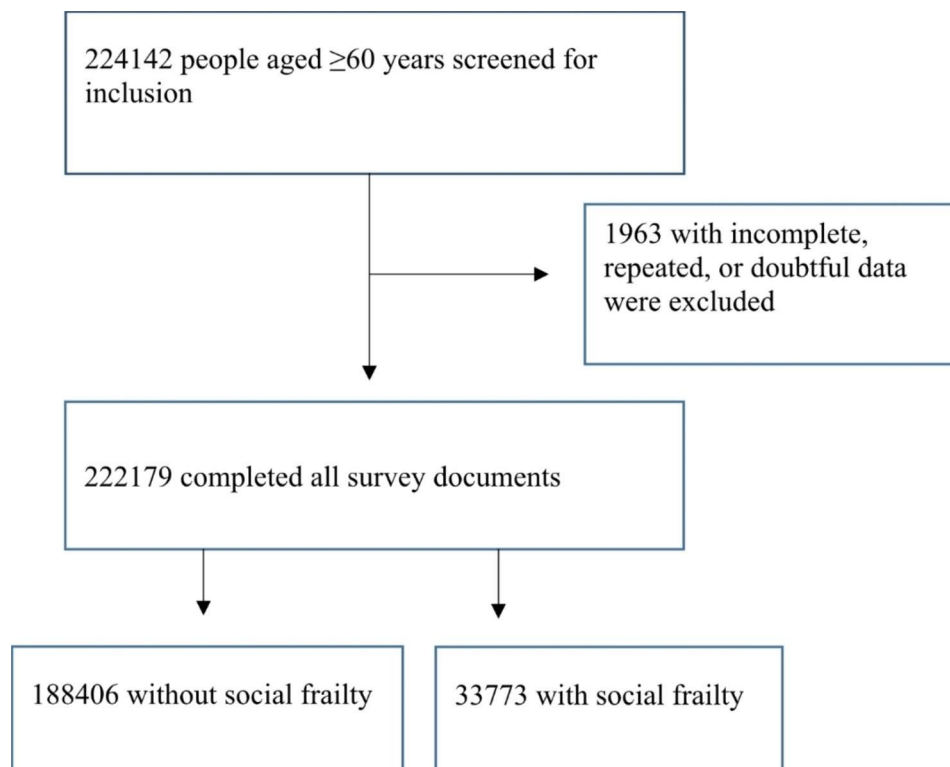 224142 people aged ≥60 years screened for
inclusion
1963 with incomplete,
repeated, or doubtful data
were excluded
222179 completed all survey documents
188406 without social frailty
33773 with social frailty